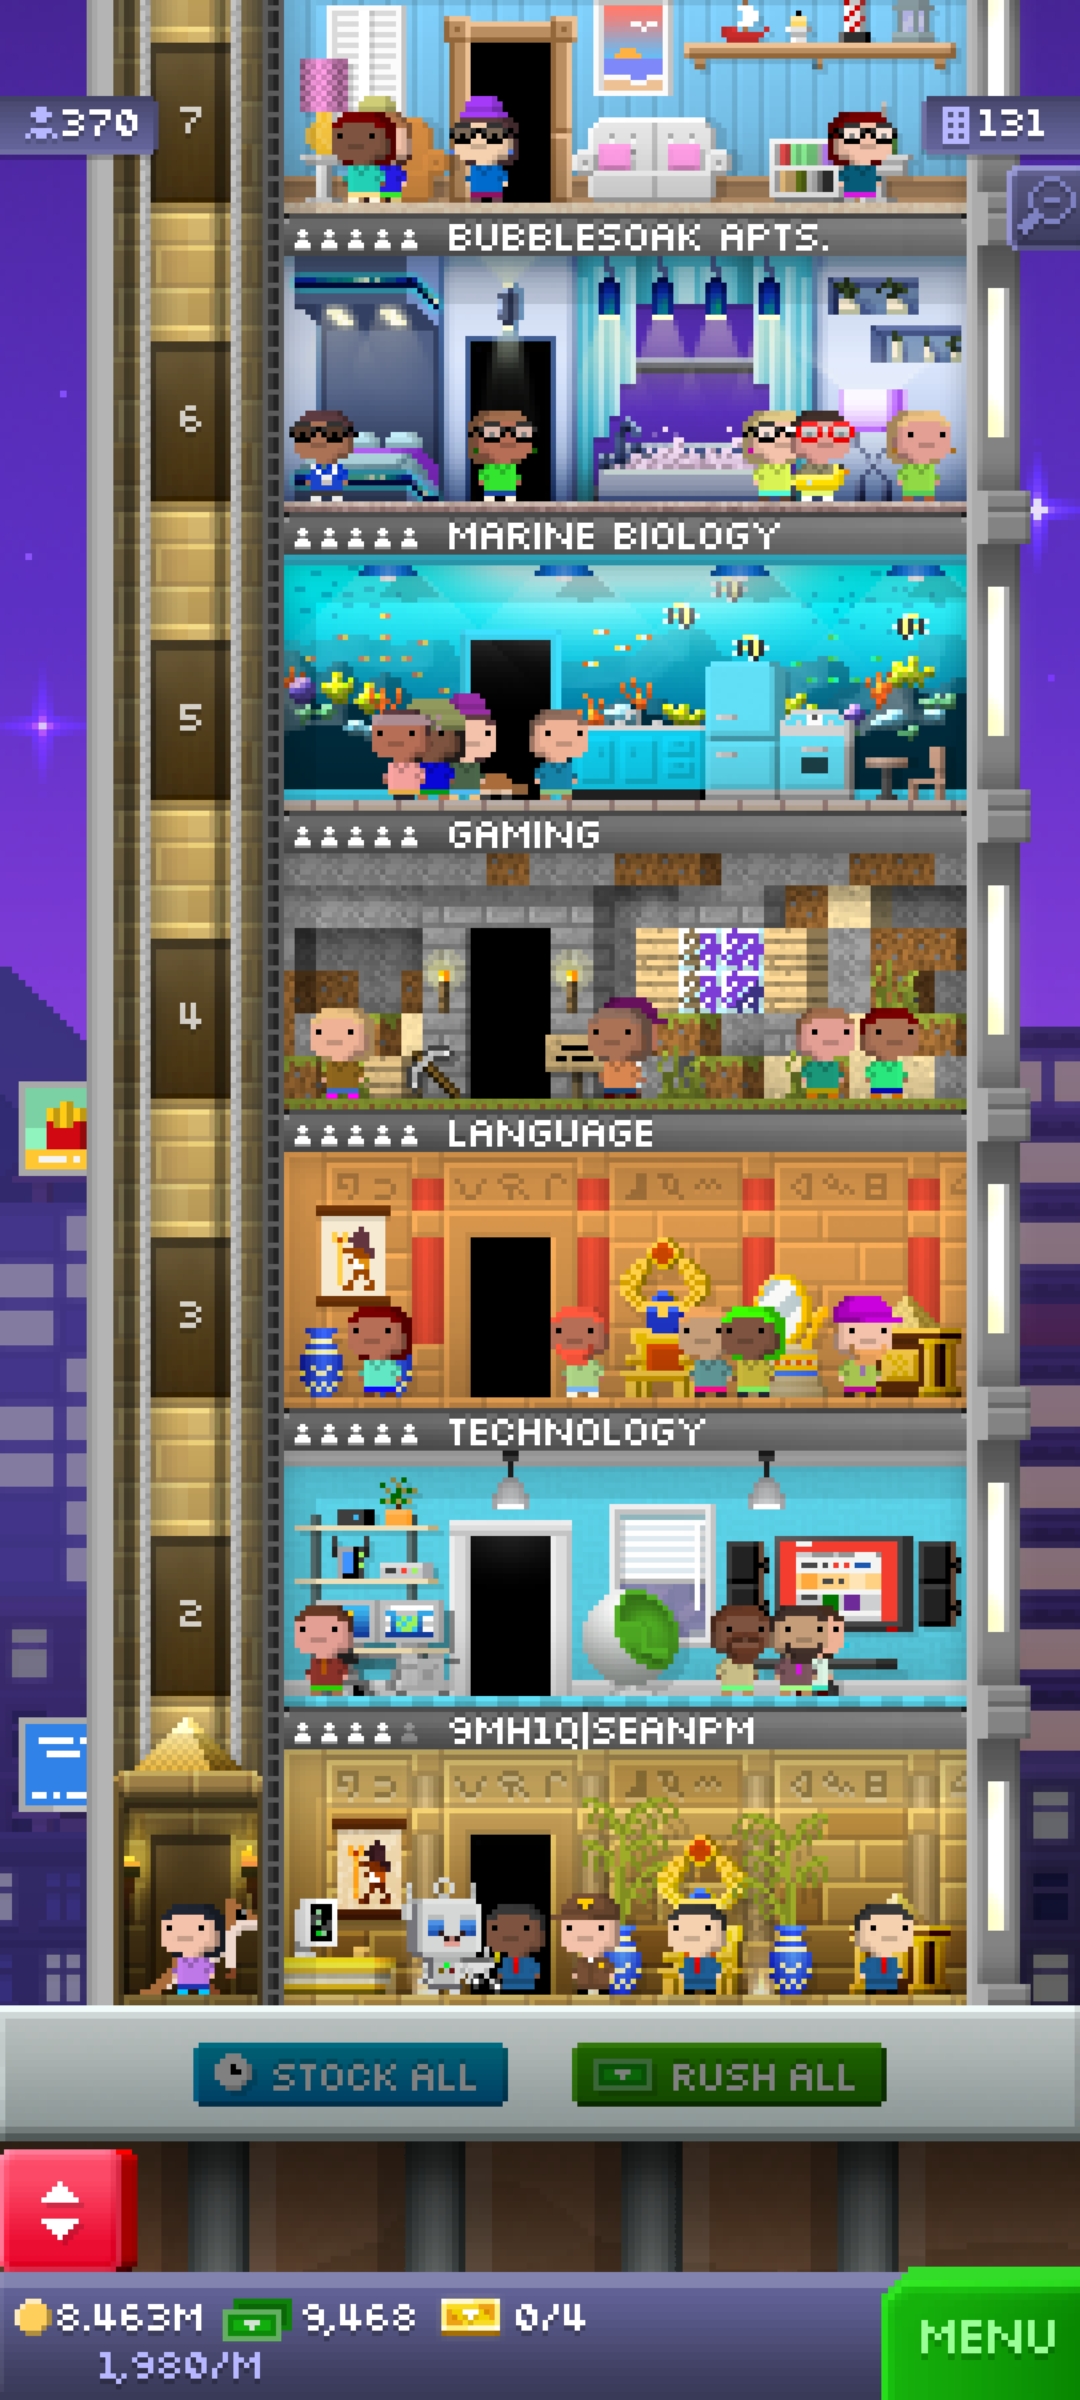 370
7
131
BUBBLESOAK APTS.
6
MARINE BIOLOGY
5
GAMING
4
LANGUAGE
3
TECHNOLOGY
2
9MH1Q|SEANPM
STOCK ALL
RUSH ALL
8.463M
9,468
0/4
MENU
1,980/M